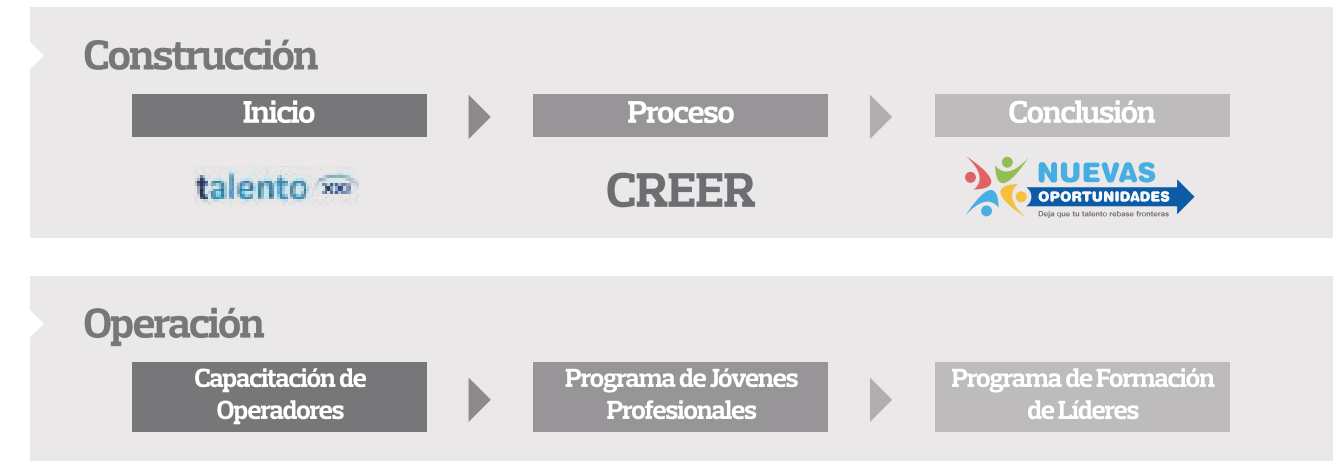 Construcción
Inicio
Proceso
Conclusión
talento XXI
CREER
NUEVAS
OPORTUNIDADES
Deja que tu talento rebase fronteras
Operación
Capacitación de
Operadores
Programa de Jóvenes
Profesionales
Programa de Formación
de Líderes